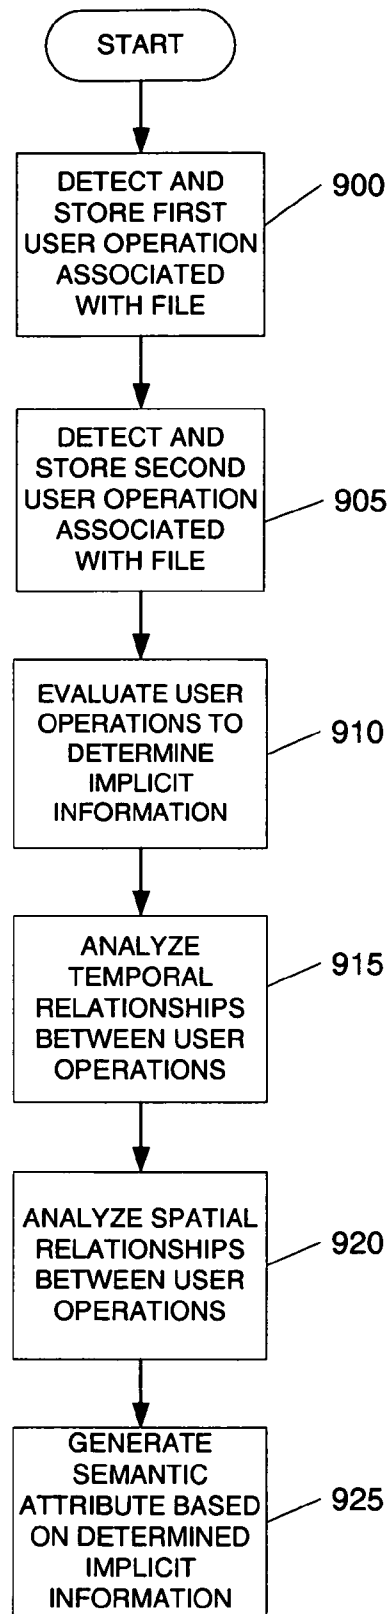 START
DETECT AND
STORE FIRST
USER OPERATION
ASSOCIATED
WITH FILE
900
DETECT AND
STORE SECOND
USER OPERATION
ASSOCIATED
WITH FILE
905
EVALUATE USER
OPERATIONS TO
DETERMINE
IMPLICIT
INFORMATION
910
ANALYZE
TEMPORAL
RELATIONSHIPS
BETWEEN USER
OPERATIONS
915
ANALYZE SPATIAL
RELATIONSHIPS
BETWEEN USER
OPERATIONS
920
GENERATE
SEMANTIC
ATTRIBUTE BASED
ON DETERMINED
IMPLICIT
INFORMATION
925